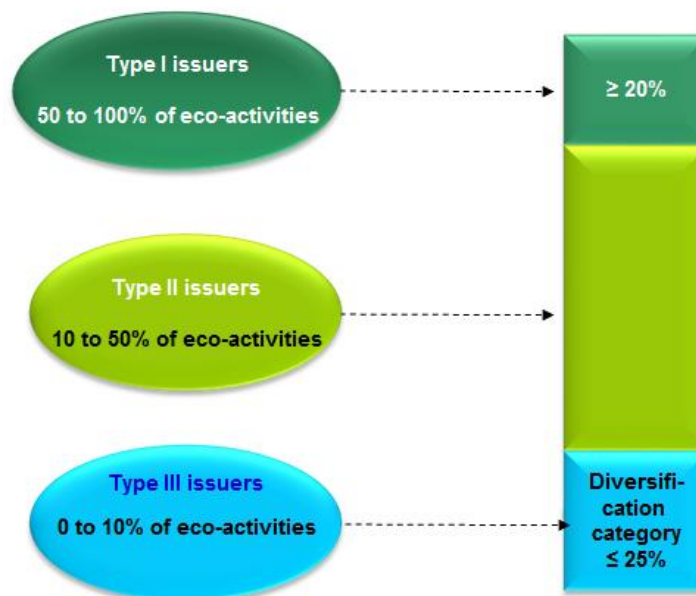 Type I issuers
50 to 100% of eco-activities
≥ 20%
Type II issuers
10 to 50% of eco-activities
Type III issuers
0 to 10% of eco-activities
Diversifi-
cation
category
≤ 25%